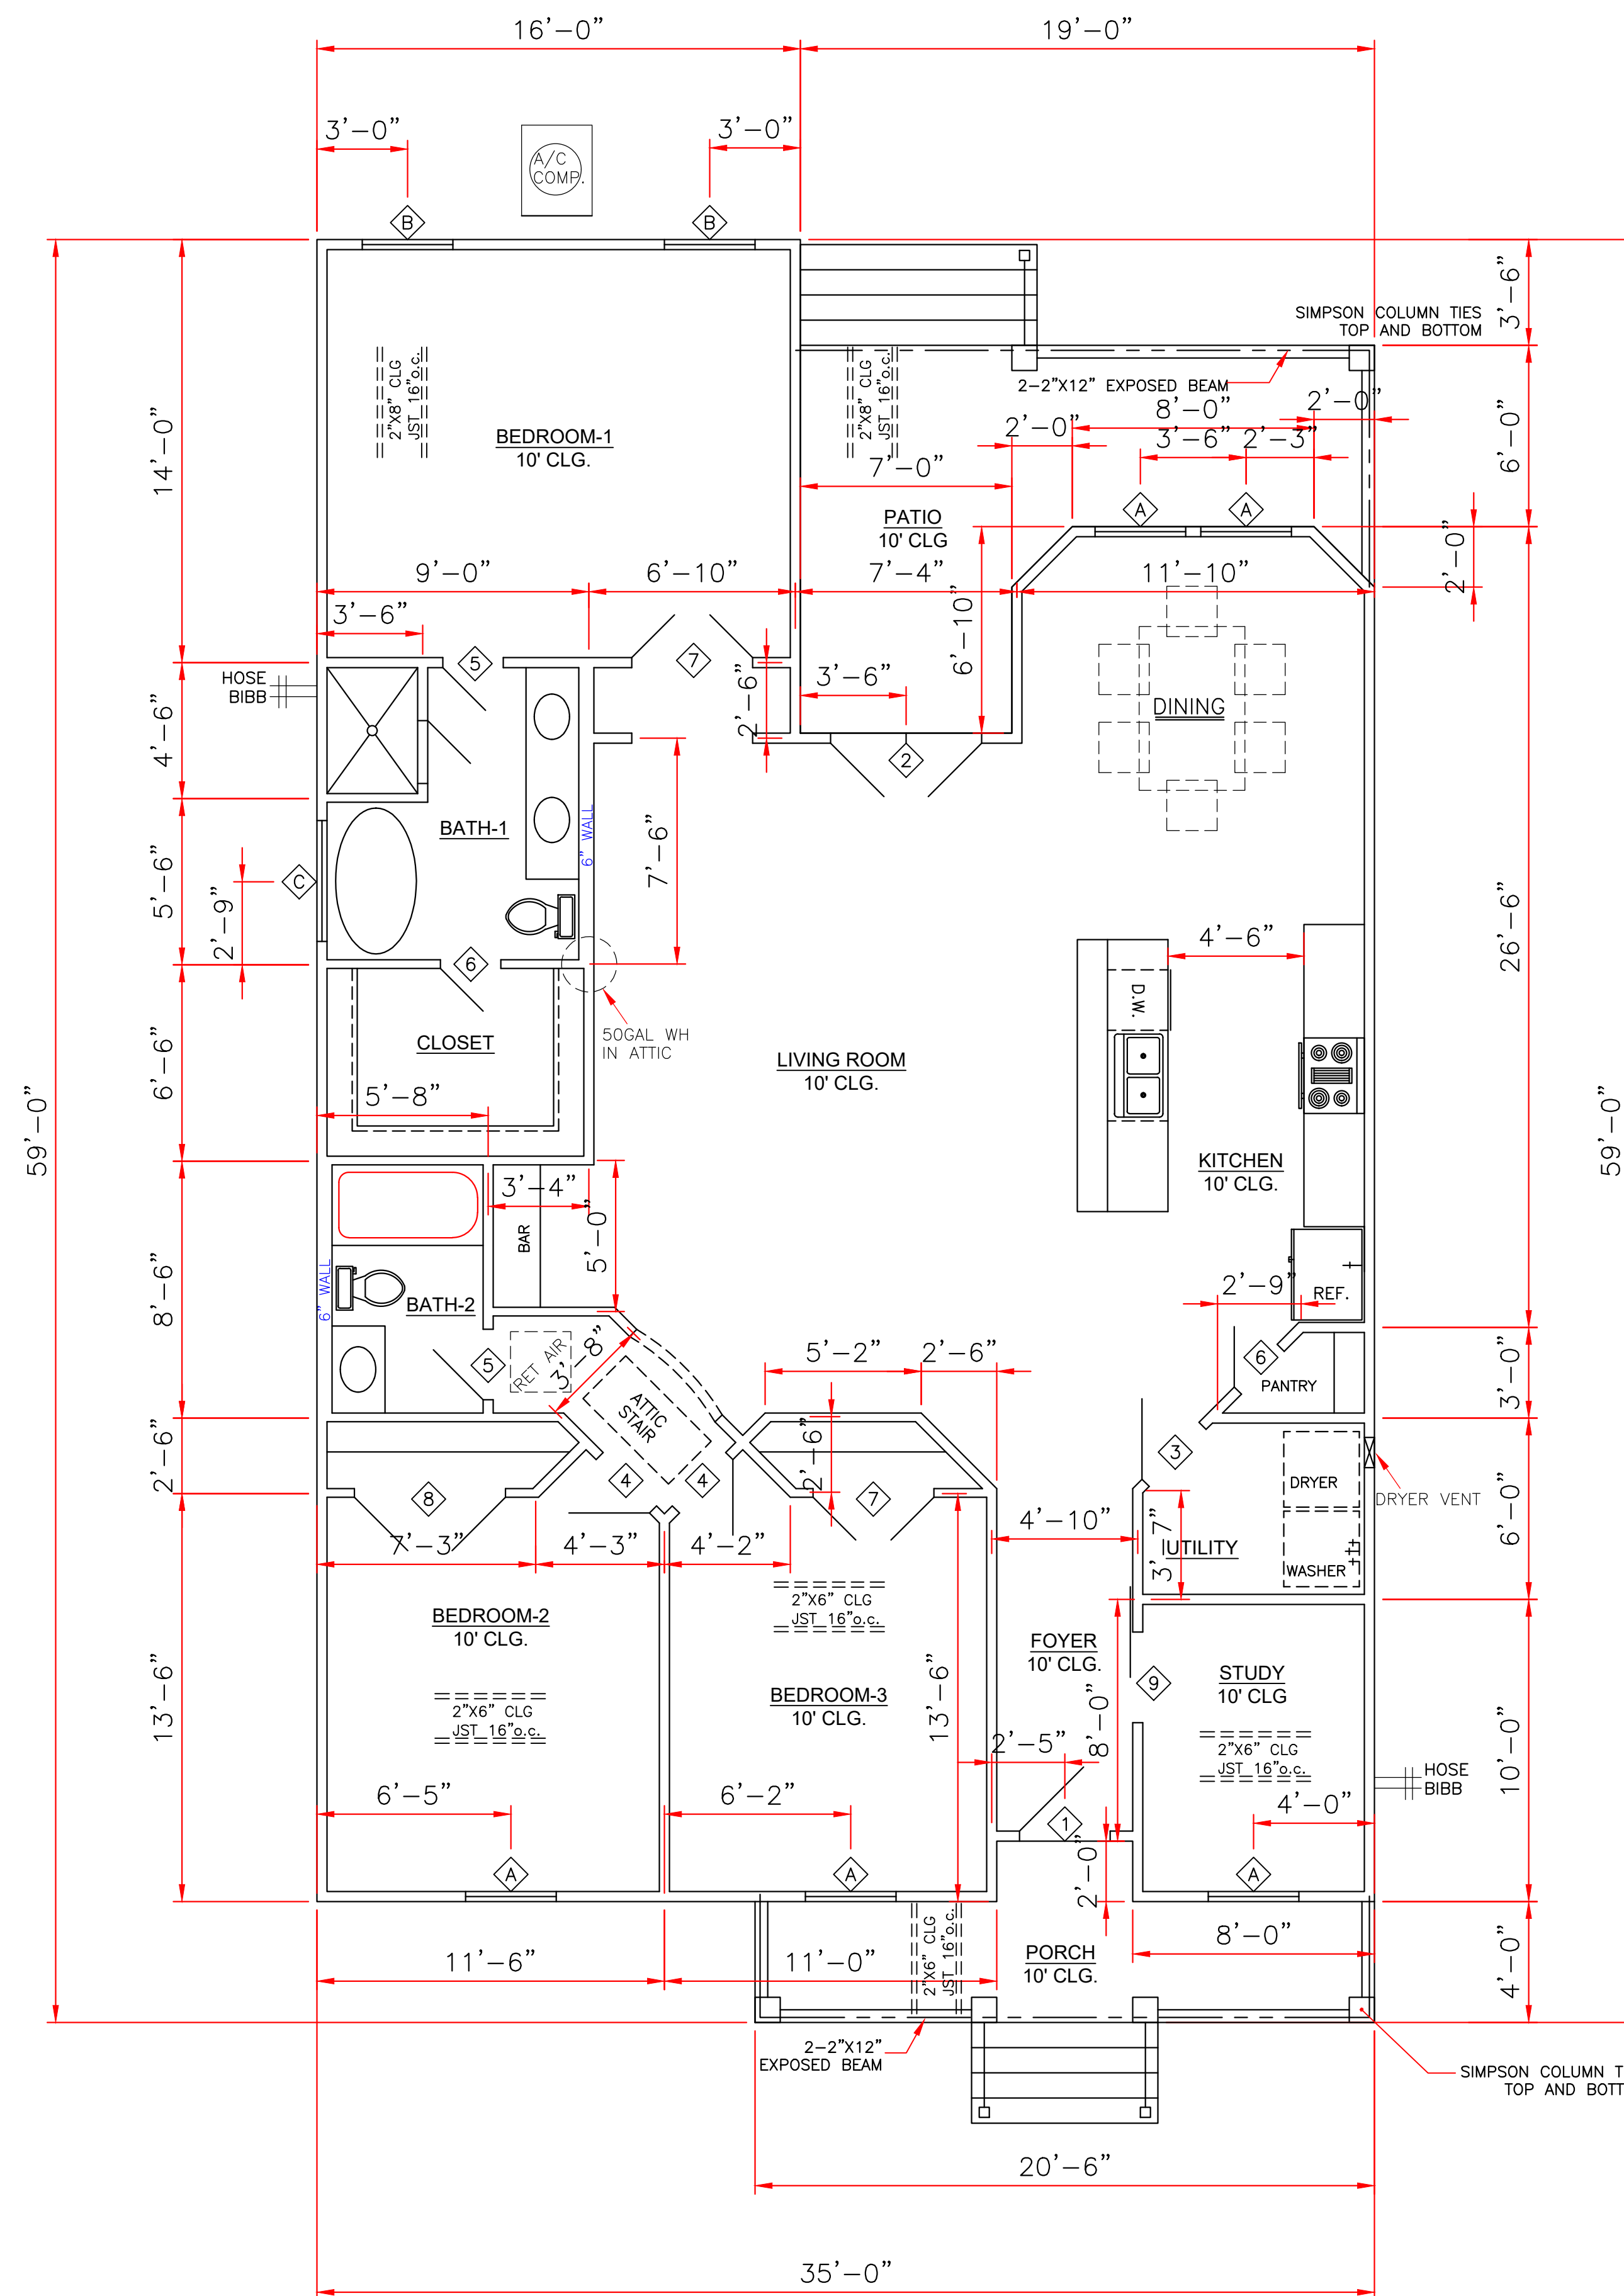 16'-0"
19'-0"
3'-0"
3'-0"
A/C
COMP.
B
B
3'-6"
SIMPSON COLUMN TIES
TOP AND BOTTOM
2"X8" CLG
JST 16"o.c.
2"X8" CLG
JST 16"o.c.
2-2"X12" EXPOSED BEAM
8'-0"
2'-0"
2'-0"
3'-6"
2'-3"
6'-0"
14'-0"
BEDROOM-1
10' CLG.
7'-0"
A
A
PATIO
10' CLG
2'-0"
9'-0"
6'-10"
7'-4"
11'-10"
3'-6"
6'-10"
HOSE
BIBB
5
7
2'-6"
3'-6"
DINING
4'-6"
2
BATH-1
6" WALL
7'-6"
C
5'-6"
2'-9"
6
26'-6"
4'-6"
D.W.
50GAL WH
IN ATTIC
CLOSET
LIVING ROOM
10' CLG.
6'-6"
5'-8"
59'-0"
59'-0"
KITCHEN
10' CLG.
3'-4"
BAR
5'-0"
6" WALL
8'-6"
BATH-2
2'-9"
REF.
5
RET AIR
3'-8"
5'-2"
2'-6"
6
PANTRY
3'-0"
ATTIC
STAIR
2'-6"
8
4
4
2'-6"
7
3
DRYER
DRYER VENT
7'-3"
4'-3"
4'-2"
4'-10"
3'-7"
UTILITY
WASHER
6'-0"
2"X6" CLG
JST 16"o.c.
BEDROOM-2
10' CLG.
FOYER
10' CLG.
STUDY
10' CLG
9
13'-6"
2"X6" CLG
JST 16"o.c.
BEDROOM-3
10' CLG.
13'-6"
8'-0"
2'-5"
2"X6" CLG
JST 16"o.c.
10'-0"
HOSE
BIBB
6'-5"
6'-2"
1
4'-0"
A
A
2'-0"
A
11'-6"
11'-0"
2"X6" CLG
JST 16"o.c.
PORCH
10' CLG.
8'-0"
4'-0"
2-2"X12"
EXPOSED BEAM
SIMPSON COLUMN T
TOP AND BOTT
20'-6"
35'-0"